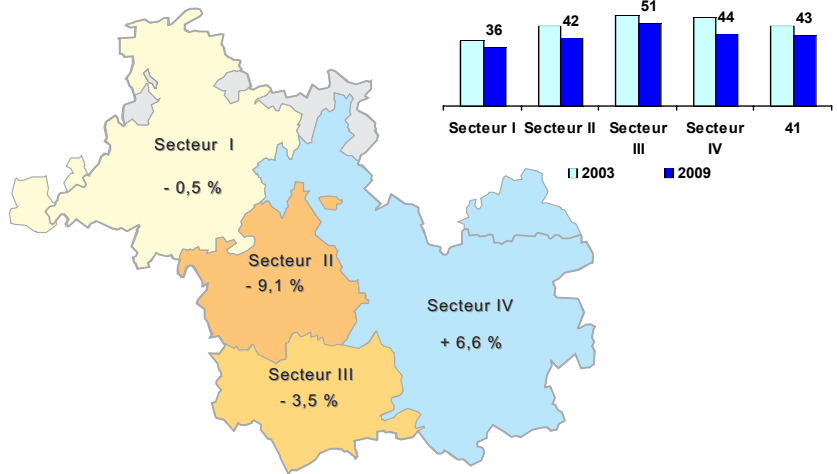 36
42
51
44
43
Secteur I
Secteur II
Secteur
III
Secteur
IV
41
2003
2009
Secteur I
- 0,5 %
Secteur II
- 9,1 %
Secteur IV
+ 6,6 %
Secteur III
- 3,5 %